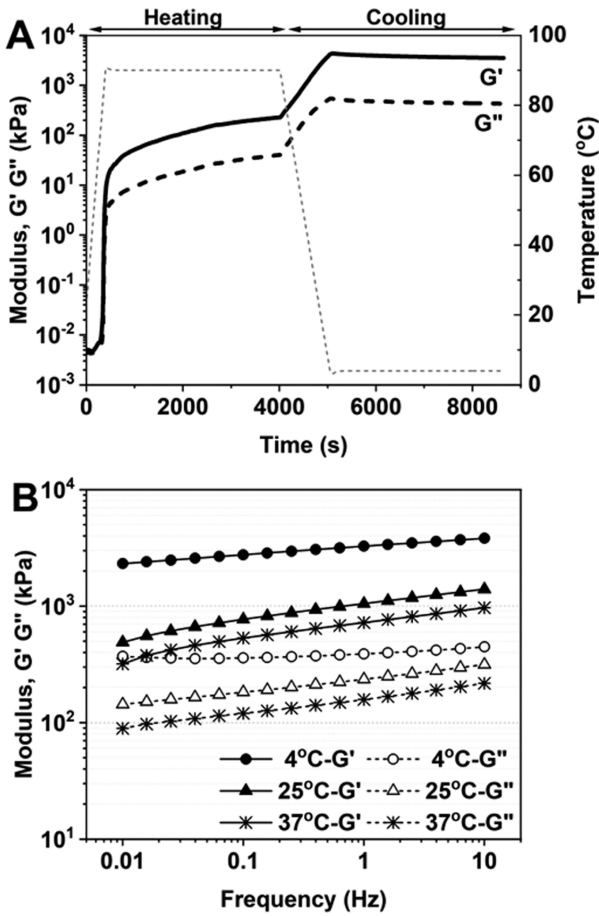 A
Heating
Cooling
Modulus, G' G" (kPa)
10⁴
10³
10²
10¹
10⁰
10⁻¹
10⁻²
10⁻³
G'
G"
100
80
60
40
20
0
Temperature (°C)
0 2000 4000 6000 8000
Time (s)
B
Modulus, G' G" (kPa)
10⁴
10³
10²
10¹
4°C-G' 4°C-G"
25°C-G' 25°C-G"
37°C-G' 37°C-G"
0.01 0.1 1 10
Frequency (Hz)